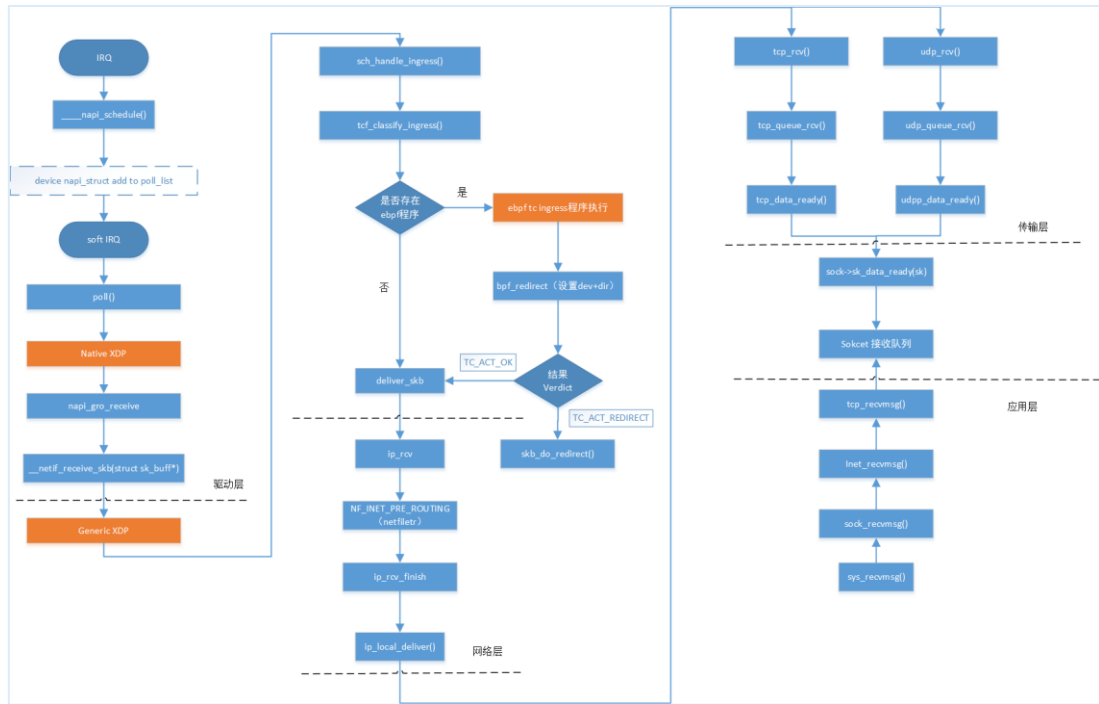 IRQ
____napi_schedule()
device napi_struct add to poll_list
soft IRQ
poll()
Native XDP
napi_gro_receive
__netif_receive_skb(struct sk_buff*)
驱动层
Generic XDP
sch_handle_ingress()
tcf_classify_ingress()
是否存在
ebpf程序
是
否
ebpf tc ingress程序执行
bpf_redirect（设置dev+dir）
结果
Verdict
TC_ACT_OK
TC_ACT_REDIRECT
deliver_skb
skb_do_redirect()
ip_rcv
NF_INET_PRE_ROUTING
（netfiletr）
ip_rcv_finish
ip_local_deliver()
网络层
tcp_rcv()
udp_rcv()
tcp_queue_rcv()
udp_queue_rcv()
tcp_data_ready()
udpp_data_ready()
传输层
sock->sk_data_ready(sk)
Sokcet 接收队列
应用层
tcp_recvmsg()
Inet_recvmsg()
sock_recvmsg()
sys_recvmsg()